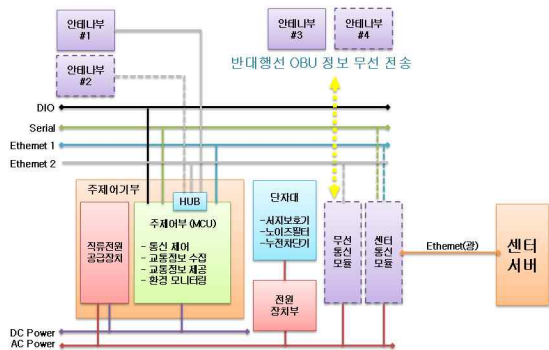 안테나부
#1
안테나부
#2
안테나부
#3
안테나부
#4
반대행선 OBU 정보 무선 전송
DIO
Serial
Ethernet 1
Ethernet 2
주제어기부
HUB
직류전원
공급장치
주제어부 (MCU)
- 통신 제어
- 교통정보 수집
- 교통정보 제공
- 환경 모니터링
단자대
-서지보호기
-노이즈필터
-누전차단기
전원
장치부
무선
통신
모듈
센터
통신
모듈
Ethernet(광)
센터
서버
DC Power
AC Power